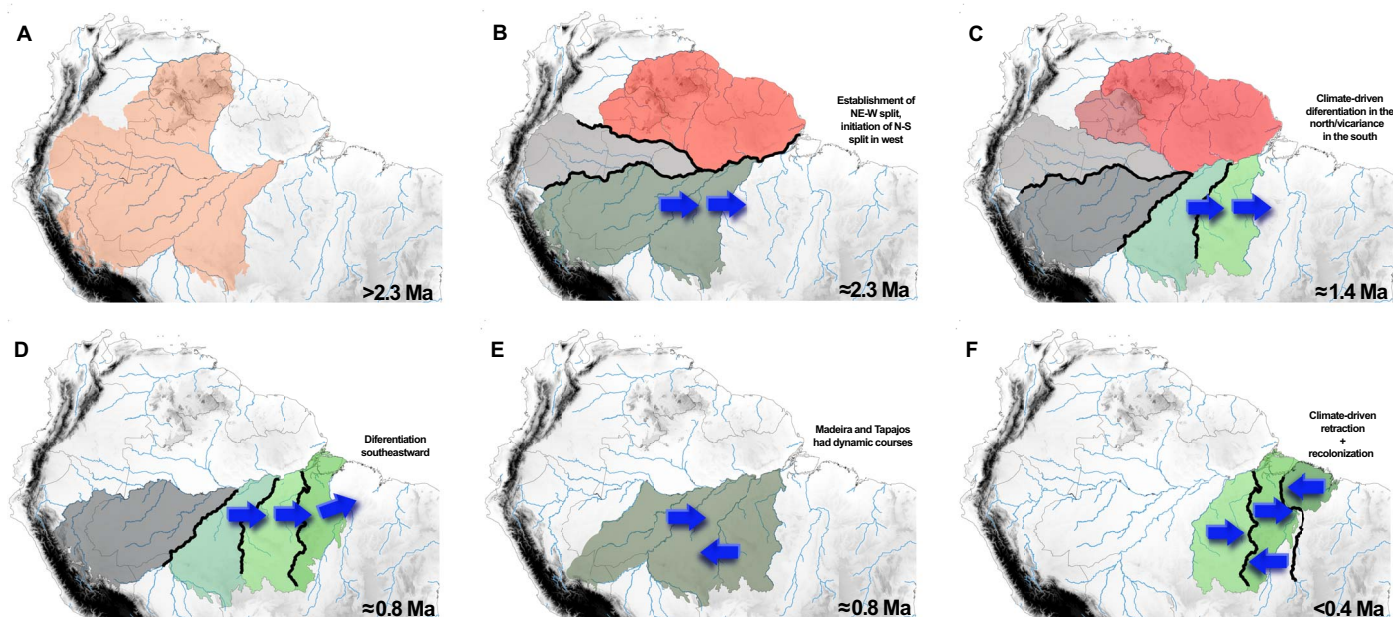 A
>2.3 Ma
B
Establishment of
NE-W split,
initiation of N-S
split in west
≈2.3 Ma
C
Climate-driven
diferentiation in the
north/vicariance
in the south
≈1.4 Ma
D
Diferentiation
southeastward
≈0.8 Ma
E
Madeira and Tapajos
had dynamic courses
≈0.8 Ma
F
Climate-driven
retraction
+
recolonization
<0.4 Ma